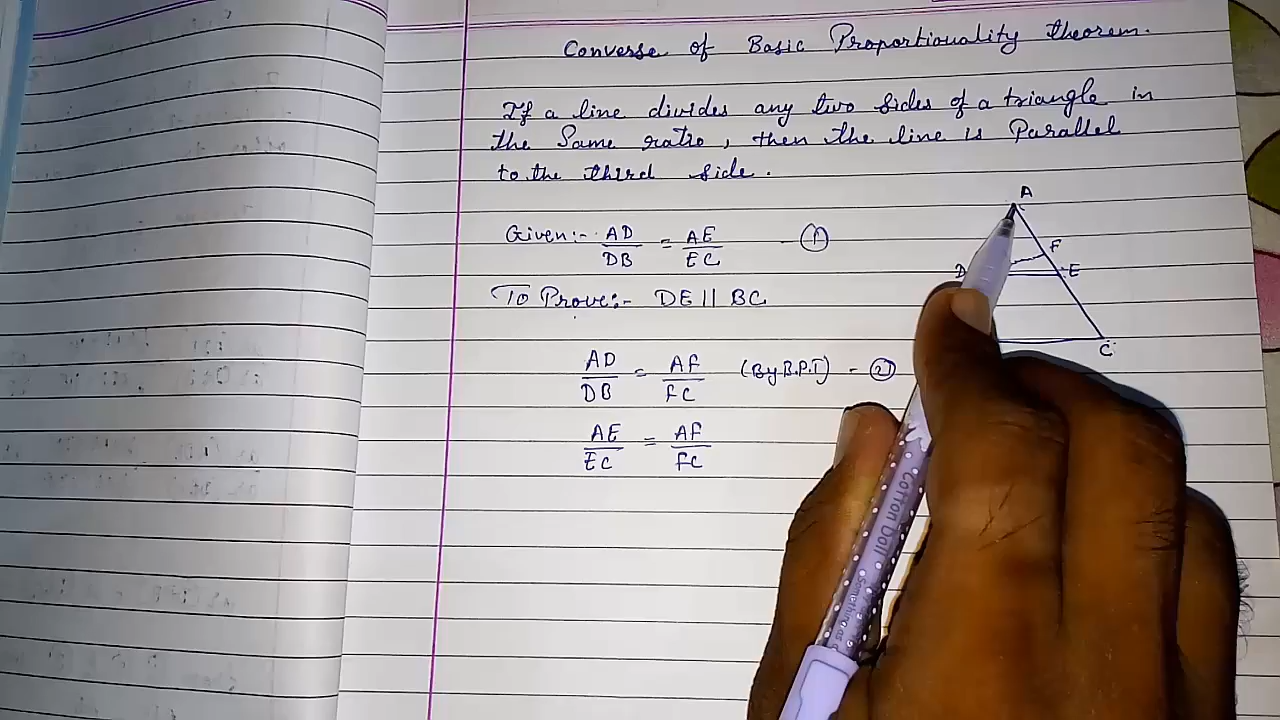 Converse of Basic Proportionality theorem.
If a line divides any two sides of a triangle in
the Same ratio, then the line is Parallel
to the third side.
A
Given:- AD/DB = AE/EC - ①
F
D E
To Prove:- DE || BC
C
AD/DB = AF/FC (By B.P.T) - ②
AE/EC = AF/FC
Cotton Doll
Something as